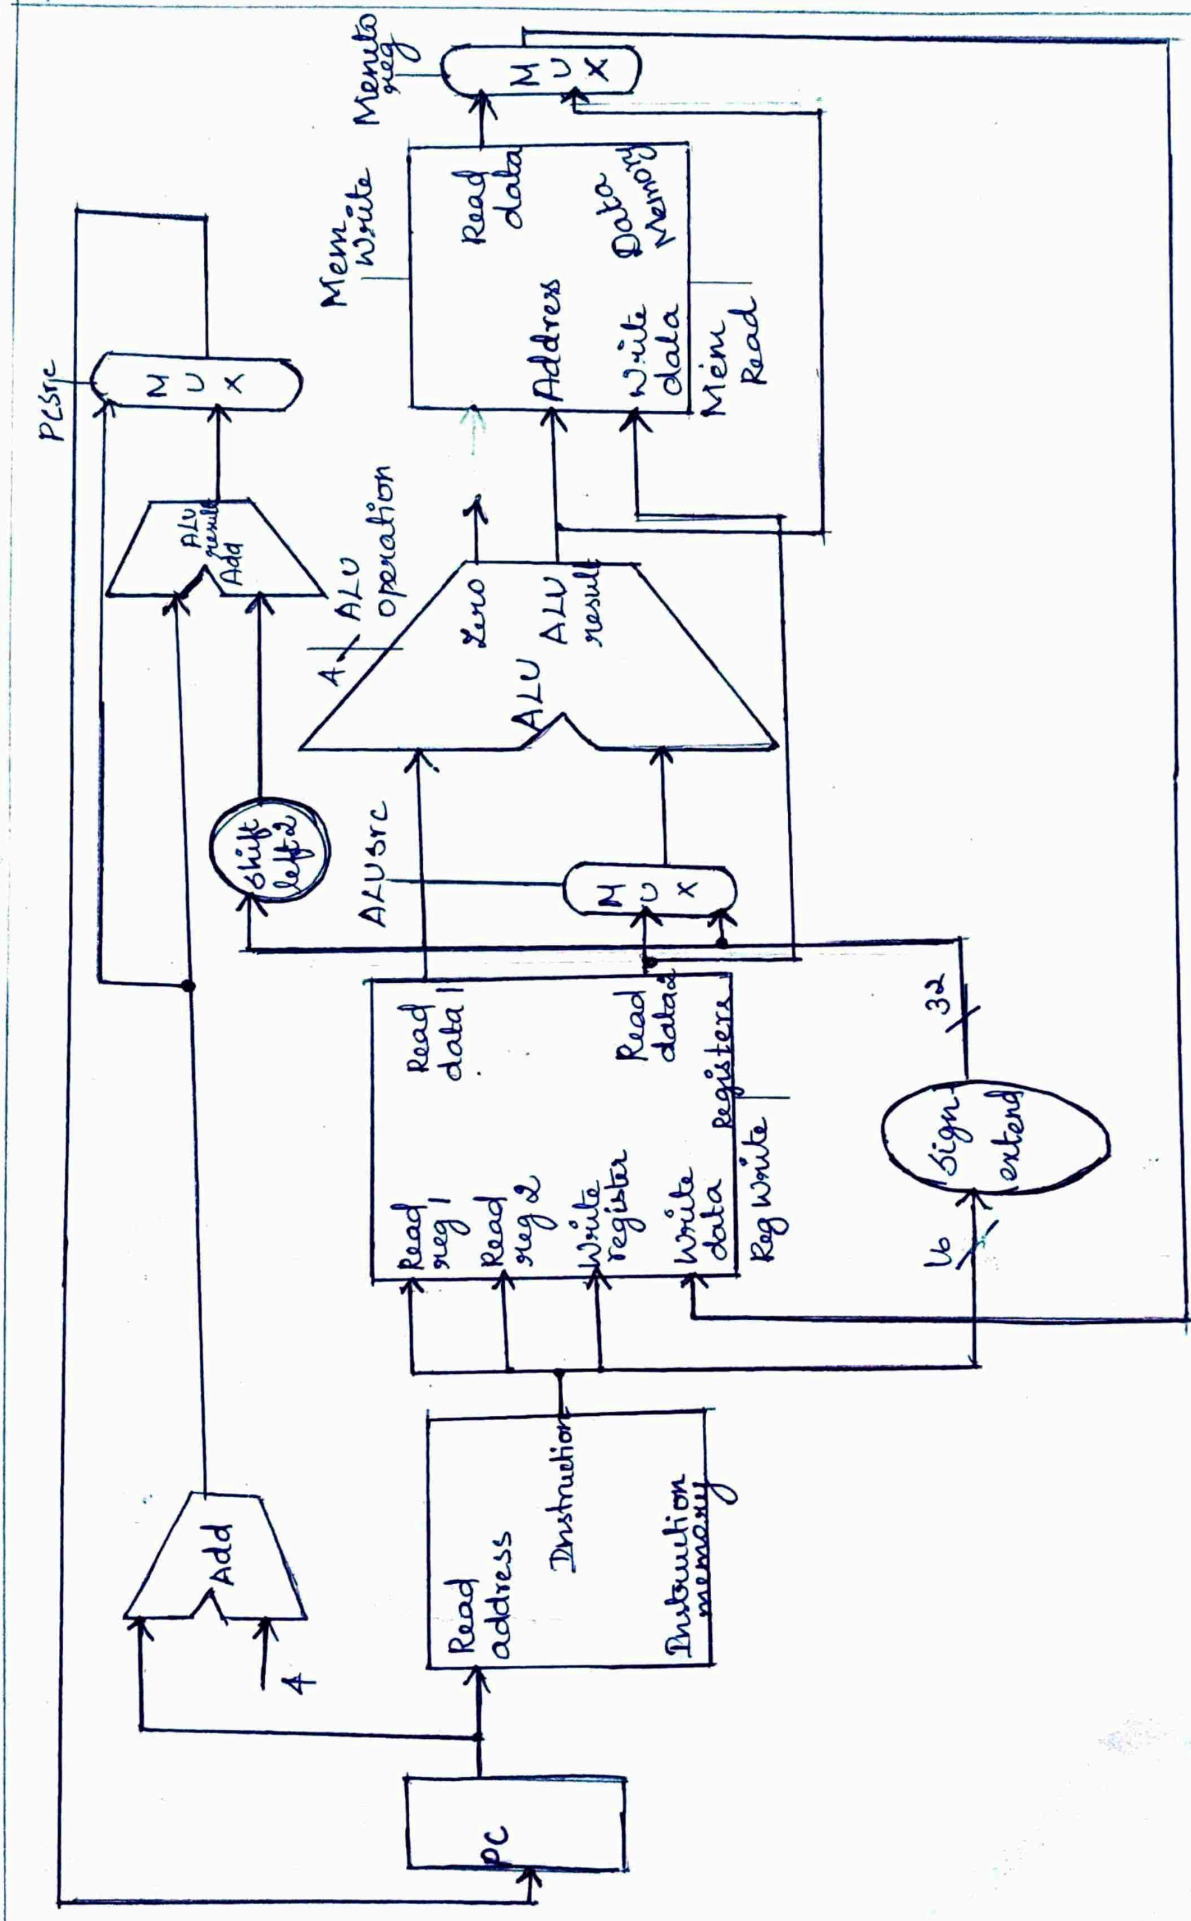 PC
Add
4
Read
address
Instruction
Instruction
memory
Read
reg 1
Read
reg 2
Write
register
Write
data
Read
data 1
Read
data 2
Registers
Reg Write
16
Sign-
extend
32
Shift
left 2
ALUSrc
M
U
X
4
ALU
operation
Zero
ALU
ALU
result
ALU
result
Add
PCSrc
M
U
X
Mem
Write
Address
Read
data
Write
data
Data
Memory
Mem
Read
Memto
reg
M
U
X